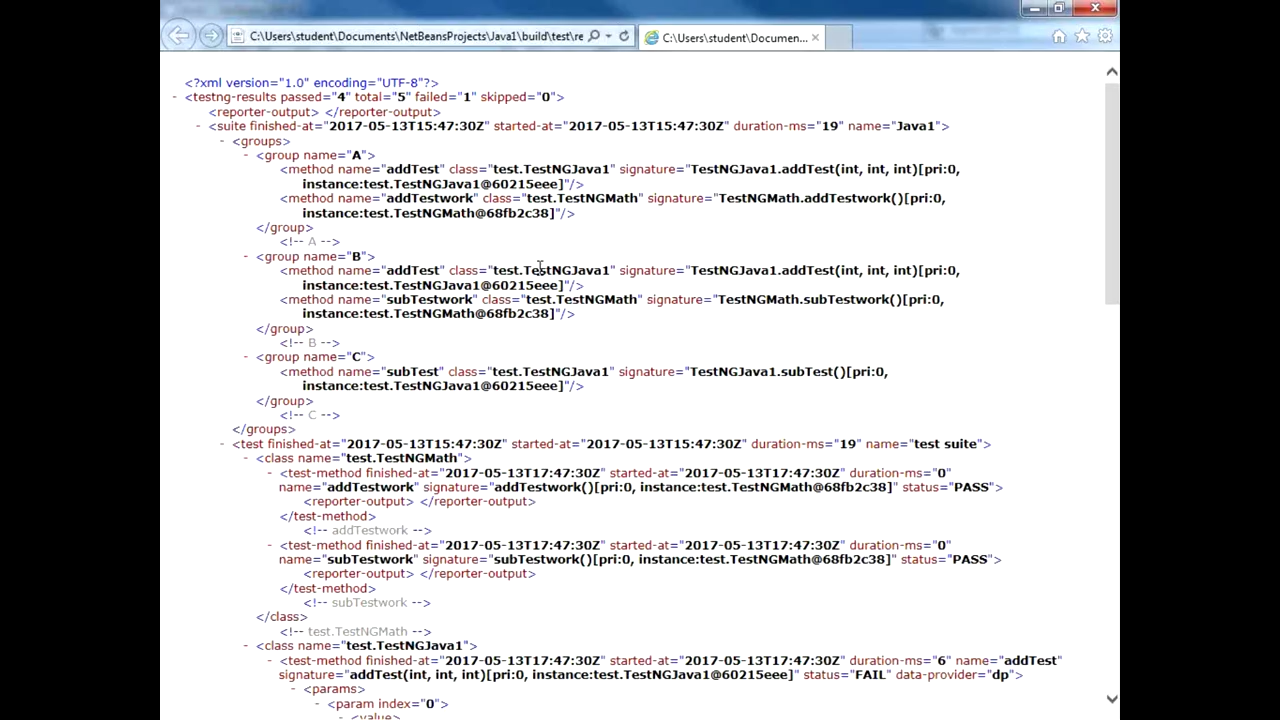 C:\Users\student\Documents\NetBeansProjects\Java1\build\test\re
C:\Users\student\Documen...
<?xml version="1.0" encoding="UTF-8"?>
- <testng-results passed="4" total="5" failed="1" skipped="0">
<reporter-output> </reporter-output>
- <suite finished-at="2017-05-13T15:47:30Z" started-at="2017-05-13T15:47:30Z" duration-ms="19" name="Java1">
- <groups>
- <group name="A">
<method name="addTest" class="test.TestNGJava1" signature="TestNGJava1.addTest(int, int, int)[pri:0,
instance:test.TestNGJava1@60215eee]"/>
<method name="addTestwork" class="test.TestNGMath" signature="TestNGMath.addTestwork()[pri:0,
instance:test.TestNGMath@68fb2c38]"/>
</group>
<!-- A -->
- <group name="B">
<method name="addTest" class="test.TestNGJava1" signature="TestNGJava1.addTest(int, int, int)[pri:0,
instance:test.TestNGJava1@60215eee]"/>
<method name="subTestwork" class="test.TestNGMath" signature="TestNGMath.subTestwork()[pri:0,
instance:test.TestNGMath@68fb2c38]"/>
</group>
<!-- B -->
- <group name="C">
<method name="subTest" class="test.TestNGJava1" signature="TestNGJava1.subTest()[pri:0,
instance:test.TestNGJava1@60215eee]"/>
</group>
<!-- C -->
</groups>
- <test finished-at="2017-05-13T15:47:30Z" started-at="2017-05-13T15:47:30Z" duration-ms="19" name="test suite">
- <class name="test.TestNGMath">
- <test-method finished-at="2017-05-13T17:47:30Z" started-at="2017-05-13T17:47:30Z" duration-ms="0"
name="addTestwork" signature="addTestwork()[pri:0, instance:test.TestNGMath@68fb2c38]" status="PASS">
<reporter-output> </reporter-output>
</test-method>
<!-- addTestwork -->
- <test-method finished-at="2017-05-13T17:47:30Z" started-at="2017-05-13T17:47:30Z" duration-ms="0"
name="subTestwork" signature="subTestwork()[pri:0, instance:test.TestNGMath@68fb2c38]" status="PASS">
<reporter-output> </reporter-output>
</test-method>
<!-- subTestwork -->
</class>
<!-- test.TestNGMath -->
- <class name="test.TestNGJava1">
- <test-method finished-at="2017-05-13T17:47:30Z" started-at="2017-05-13T17:47:30Z" duration-ms="6" name="addTest"
signature="addTest(int, int, int)[pri:0, instance:test.TestNGJava1@60215eee]" status="FAIL" data-provider="dp">
- <params>
- <param index="0">
- <value>